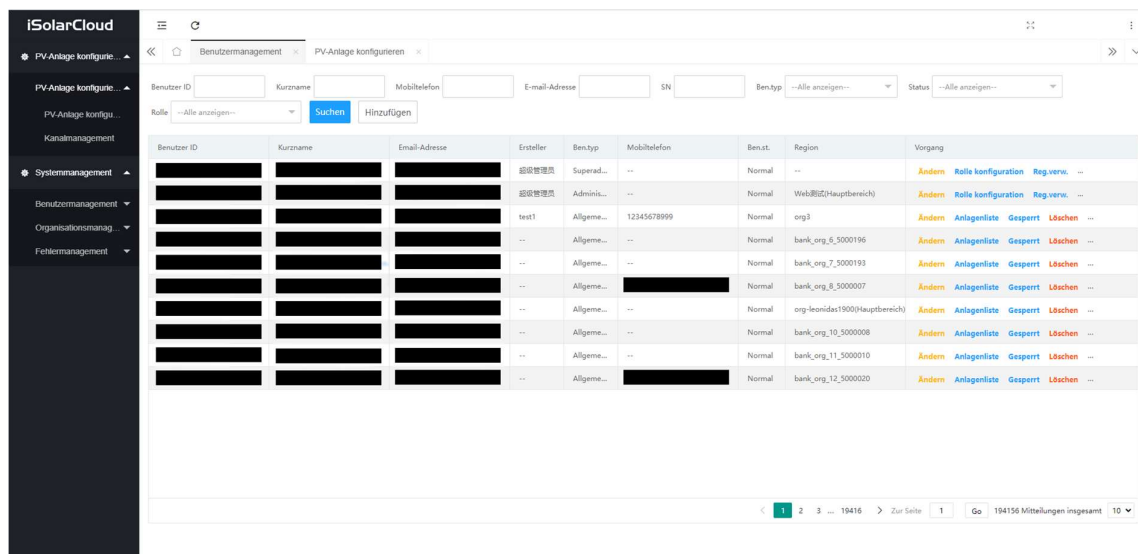 iSolarCloud
PV-Anlage konfigurie...
PV-Anlage konfigurie...
PV-Anlage konfigu...
Kanalmanagement
Systemmanagement
Benutzermanagement
Organisationsmanag...
Fehlermanagement
Benutzermanagement × PV-Anlage konfigurieren ×
Benutzer ID Kurzname Mobiltelefon E-mail-Adresse SN Ben.typ --Alle anzeigen-- Status --Alle anzeigen--
Rolle --Alle anzeigen-- Suchen Hinzufügen
Benutzer ID Kurzname Email-Adresse Ersteller Ben.typ Mobiltelefon Ben.st. Region Vorgang
超级管理员 Superad... -- Normal -- Ändern Rolle konfiguration Reg.verw. ...
超级管理员 Adminis... -- Normal Web测试(Hauptbereich) Ändern Rolle konfiguration Reg.verw. ...
test1 Allgeme... 12345678999 Normal org3 Ändern Anlagenliste Gesperrt Löschen ...
-- Allgeme... -- Normal bank_org_6_5000196 Ändern Anlagenliste Gesperrt Löschen ...
-- Allgeme... -- Normal bank_org_7_5000193 Ändern Anlagenliste Gesperrt Löschen ...
-- Allgeme... Normal bank_org_8_5000007 Ändern Anlagenliste Gesperrt Löschen ...
-- Allgeme... -- Normal org-leonidas1900(Hauptbereich) Ändern Anlagenliste Gesperrt Löschen ...
-- Allgeme... -- Normal bank_org_10_5000008 Ändern Anlagenliste Gesperrt Löschen ...
-- Allgeme... -- Normal bank_org_11_5000010 Ändern Anlagenliste Gesperrt Löschen ...
-- Allgeme... Normal bank_org_12_5000020 Ändern Anlagenliste Gesperrt Löschen ...
< 1 2 3 ... 19416 > Zur Seite 1 Go 194156 Mitteilungen insgesamt 10